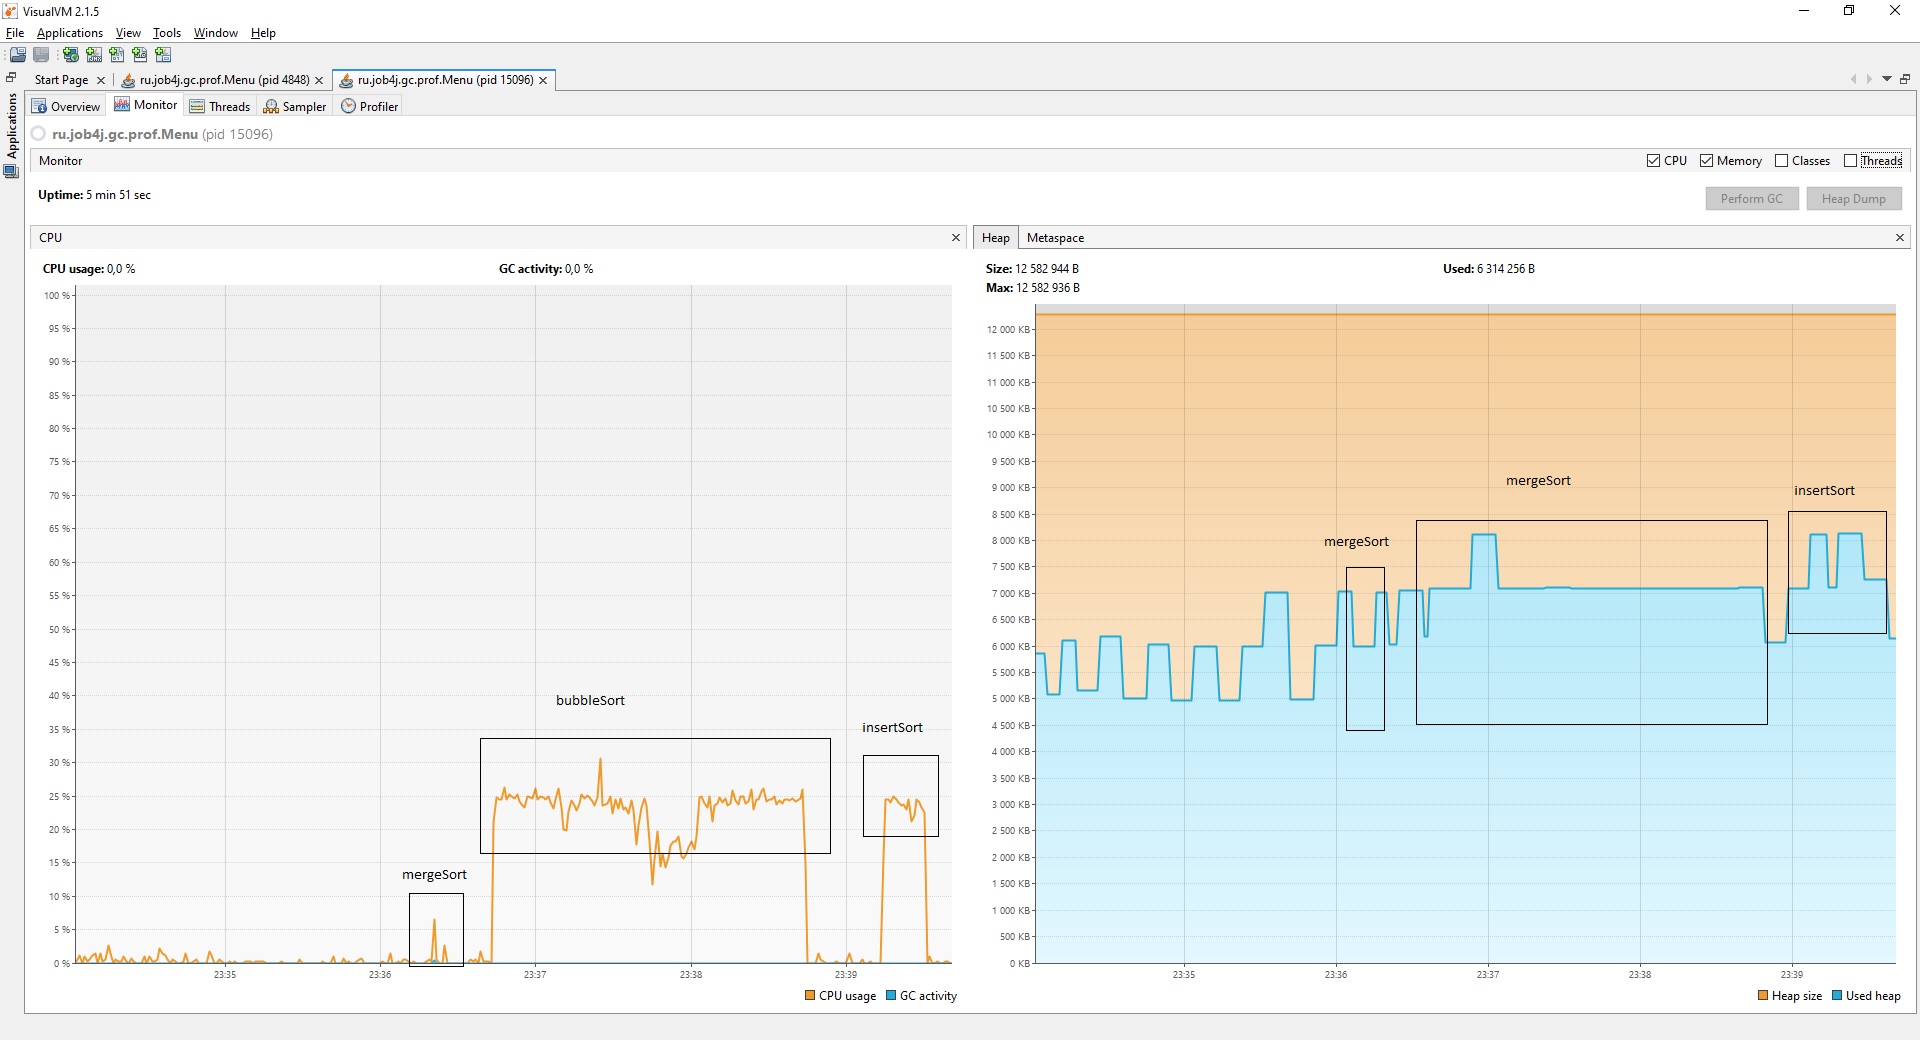 VisualVM 2.1.5
File Applications View Tools Window Help
Start Page ru.job4j.gc.prof.Menu (pid 4848) ru.job4j.gc.prof.Menu (pid 15096)
Applications
Overview Monitor Threads Sampler Profiler
ru.job4j.gc.prof.Menu (pid 15096)
Monitor
CPU Memory Classes Threads
Uptime: 5 min 51 sec
Perform GC Heap Dump
CPU
CPU usage: 0,0 % GC activity: 0,0 %
100 %
95 %
90 %
85 %
80 %
75 %
70 %
65 %
60 %
55 %
50 %
45 %
40 %
35 %
30 %
25 %
20 %
15 %
10 %
5 %
0 %
bubbleSort
insertSort
mergeSort
23:35 23:36 23:37 23:38 23:39
CPU usage GC activity
Heap Metaspace
Size: 12 582 944 B Used: 6 314 256 B
Max: 12 582 936 B
12 000 KB
11 500 KB
11 000 KB
10 500 KB
10 000 KB
9 500 KB
9 000 KB
8 500 KB
8 000 KB
7 500 KB
7 000 KB
6 500 KB
6 000 KB
5 500 KB
5 000 KB
4 500 KB
4 000 KB
3 500 KB
3 000 KB
2 500 KB
2 000 KB
1 500 KB
1 000 KB
500 KB
0 KB
mergeSort
insertSort
mergeSort
23:35 23:36 23:37 23:38 23:39
Heap size Used heap